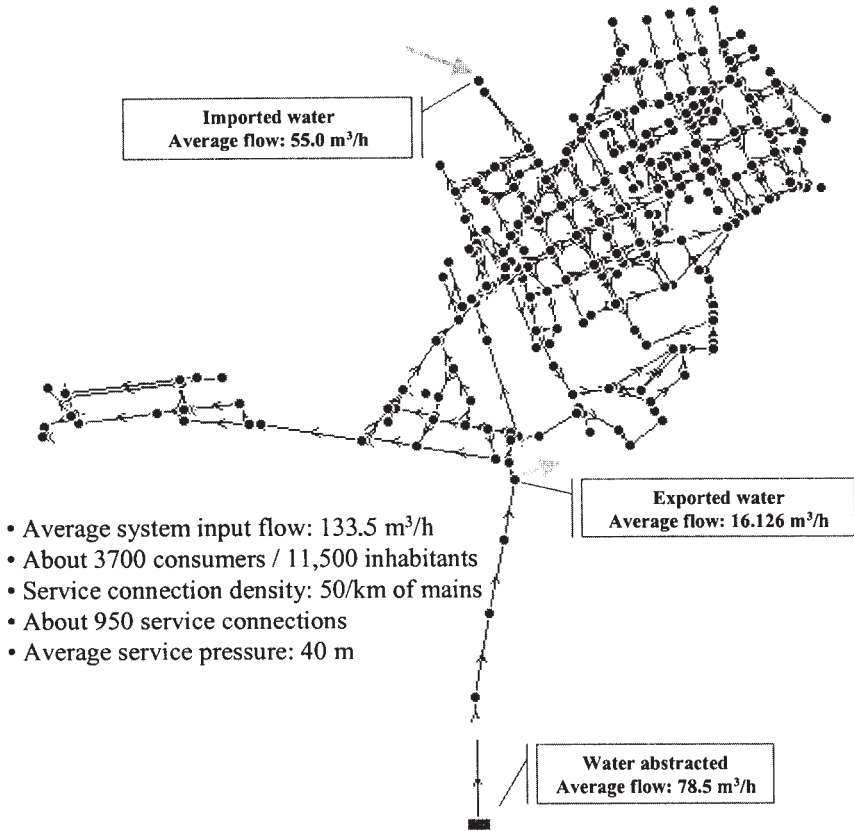 Imported water
Average flow: 55.0 m³/h
Exported water
Average flow: 16.126 m³/h
• Average system input flow: 133.5 m³/h
• About 3700 consumers / 11,500 inhabitants
• Service connection density: 50/km of mains
• About 950 service connections
• Average service pressure: 40 m
Water abstracted
Average flow: 78.5 m³/h